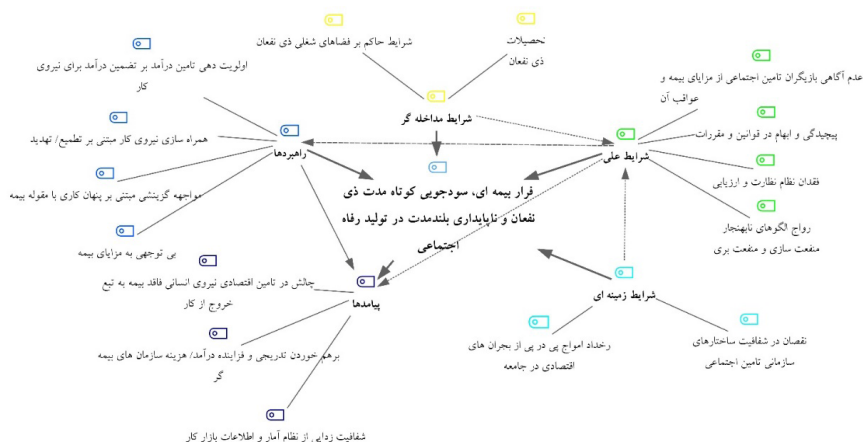 شرایط حاکم بر فضاهای شغلی ذی نفعان
تحصیلات
ذی نفعان
اولویت دهی تامین درآمد بر تضمین درآمد برای نیروی
کار
عدم آگاهی بازیگران تامین اجتماعی از مزایای بیمه و
عواقب آن
شرایط مداخله گر
همراه سازی نیروی کار مبتنی بر تطمیع/ تهدید
پیچیدگی و ابهام در قوانین و مقررات
راهبردها
شرایط علی
مواجهه گزینشی مبتنی بر پنهان کاری با مقوله بیمه
فقدان نظام نظارت و ارزیابی
فرار بیمه ای، سودجویی کوتاه مدت ذی
نفعان و ناپایداری بلندمدت در تولید رفاه
اجتماعی
رواج الگوهای نابهنجار
منفعت سازی و منفعت بری
بی توجهی به مزایای بیمه
چالش در تامین اقتصادی نیروی انسانی فاقد بیمه به تبع
خروج از کار
پیامدها
شرایط زمینه ای
رخداد امواج پی در پی از بحران های
اقتصادی در جامعه
نقصان در شفافیت ساختارهای
سازمانی تامین اجتماعی
برهم خوردن تدریجی و فزاینده درآمد/ هزینه سازمان های بیمه
گر
شفافیت زدایی از نظام آمار و اطلاعات بازار کار